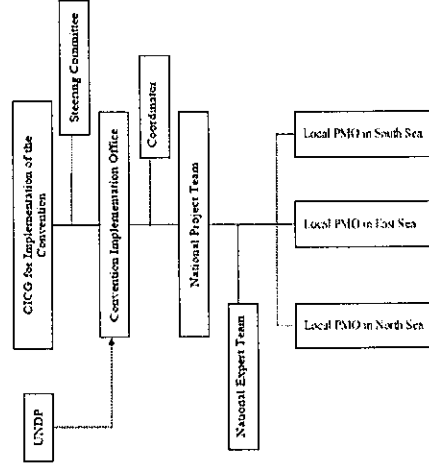 CICG for Implementation of the
Convention
Steering Committee
UNDP
Convention Implementation Office
Coordinator
National Project Team
National Expert Team
Local PMO in North Sea
Local PMO in East Sea
Local PMO in South Sea